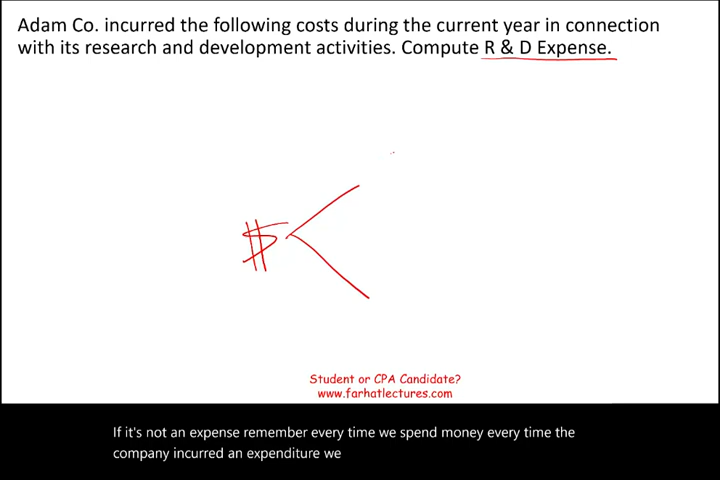 Adam Co. incurred the following costs during the current year in connection
with its research and development activities. Compute R & D Expense.
$
Student or CPA Candidate?
www.farhatlectures.com
If it's not an expense remember every time we spend money every time the
company incurred an expenditure we